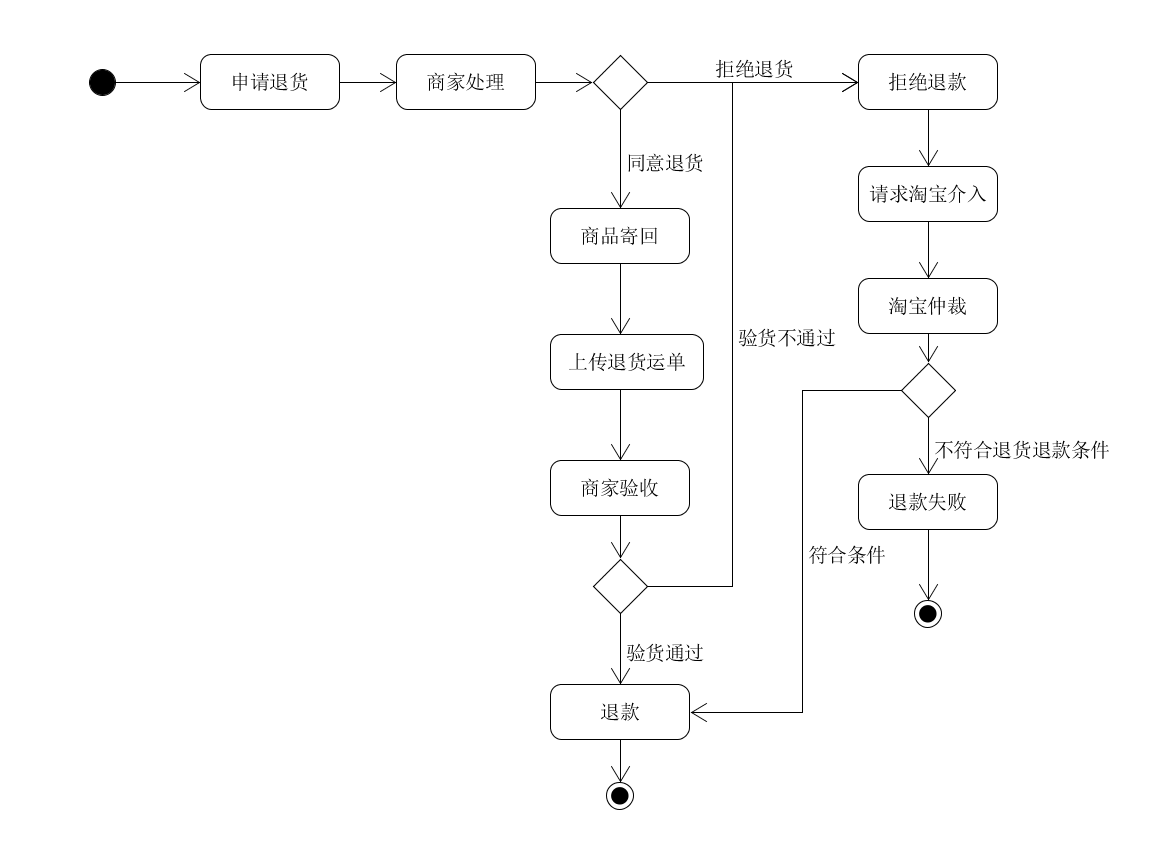 申请退货
商家处理
拒绝退货
拒绝退款
同意退货
请求淘宝介入
商品寄回
淘宝仲裁
验货不通过
上传退货运单
不符合退货退款条件
商家验收
退款失败
符合条件
验货通过
退款